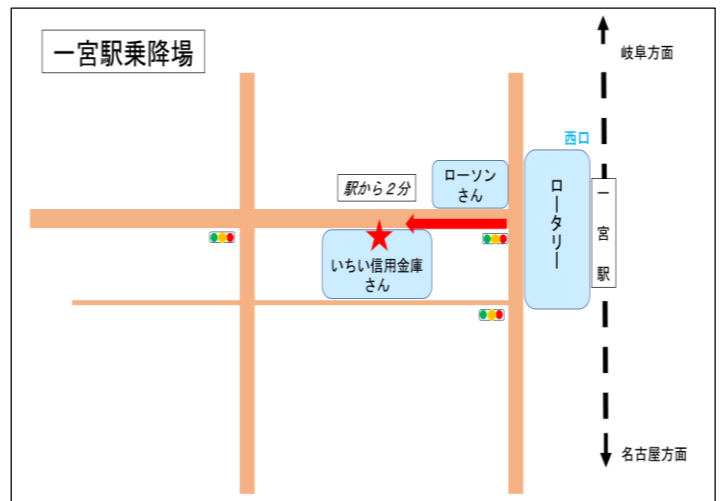 一宮駅乗降場
岐阜方面
西口
ローソン
さん
駅から2分
ロータリー
一宮駅
いちい信用金庫
さん
名古屋方面